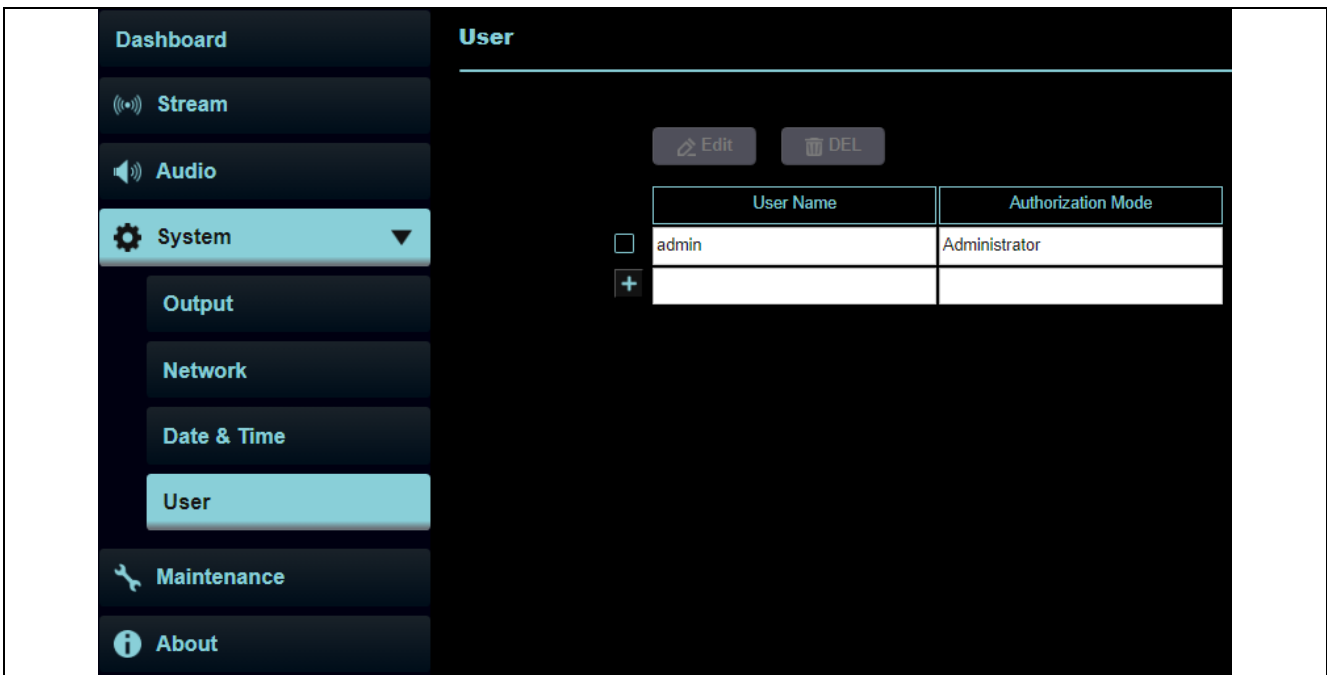 Dashboard
Stream
Audio
System
Output
Network
Date & Time
User
Maintenance
About
User
Edit
DEL
User Name
Authorization Mode
admin
Administrator